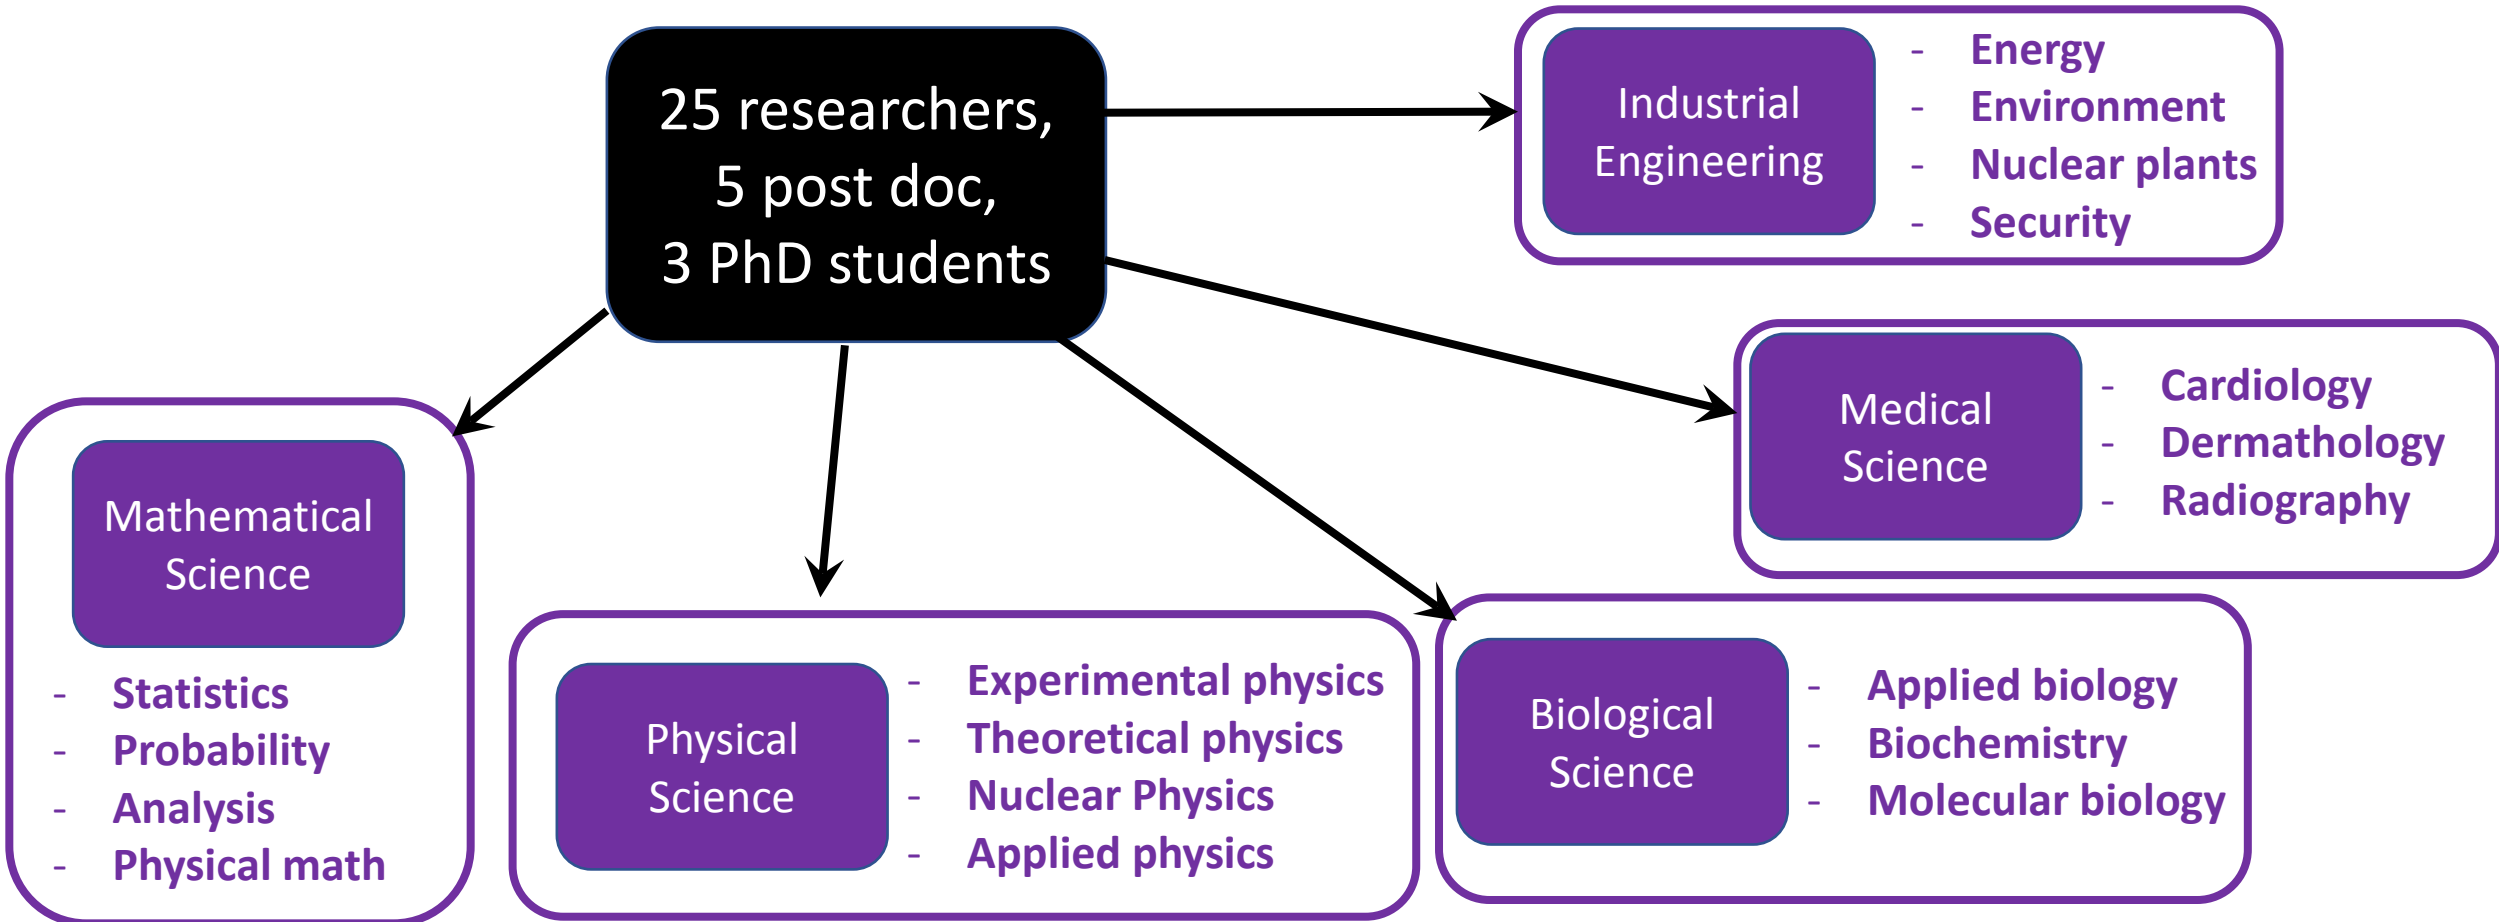 25 researchers,
5 post doc,
3 PhD students
Industrial
Engineering
- Energy
- Environment
- Nuclear plants
- Security
Medical
Science
- Cardiology
- Dermathology
- Radiography
Mathematical
Science
- Statistics
- Probability
- Analysis
- Physical math
Physical
Science
- Experimental physics
- Theoretical physics
- Nuclear Physics
- Applied physics
Biological
Science
- Applied biology
- Biochemistry
- Molecular biology